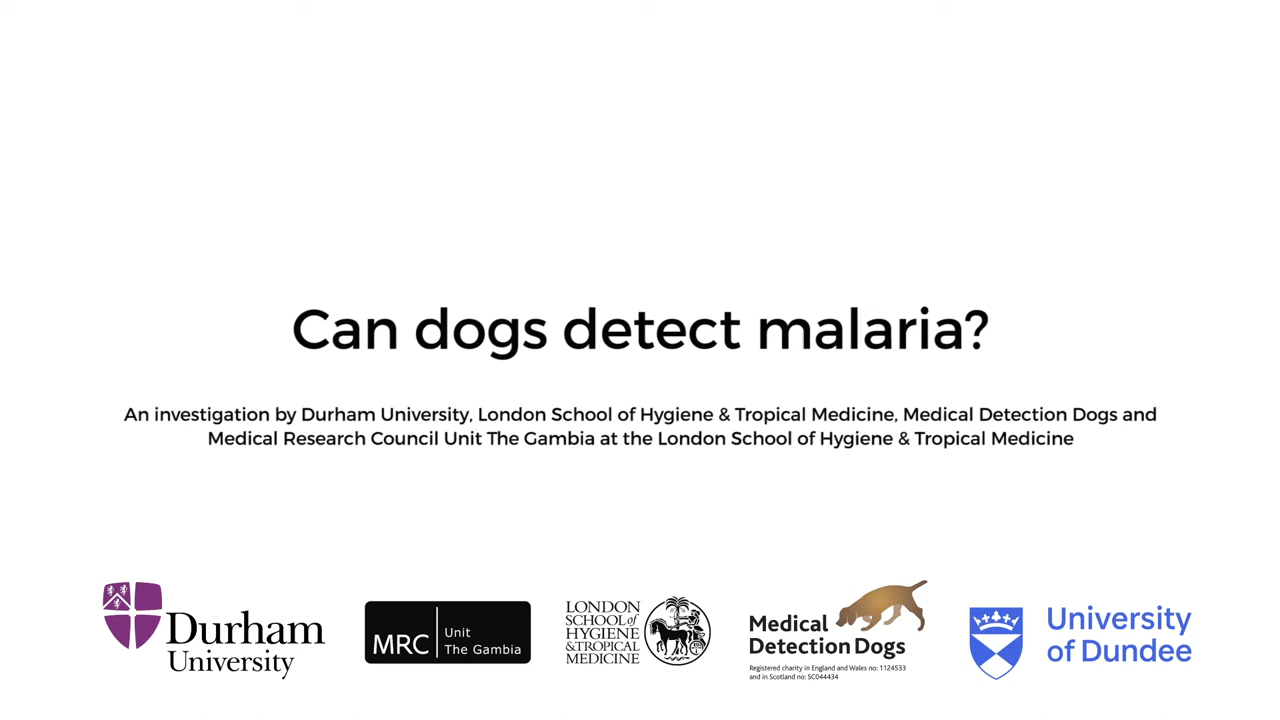 Can dogs detect malaria?
An investigation by Durham University, London School of Hygiene & Tropical Medicine, Medical Detection Dogs and
Medical Research Council Unit The Gambia at the London School of Hygiene & Tropical Medicine
Durham
University
MRC
Unit
The Gambia
LONDON
SCHOOL of
HYGIENE
& TROPICAL
MEDICINE
Medical
Detection Dogs
Registered charity in England and Wales no: 1124533
and in Scotland no: SC044434
University
of Dundee